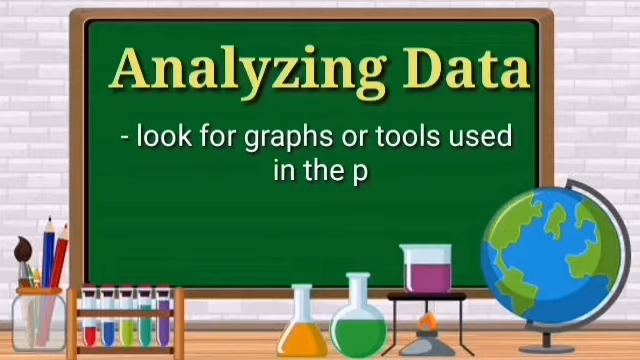 Analyzing Data
- look for graphs or tools used
in the p